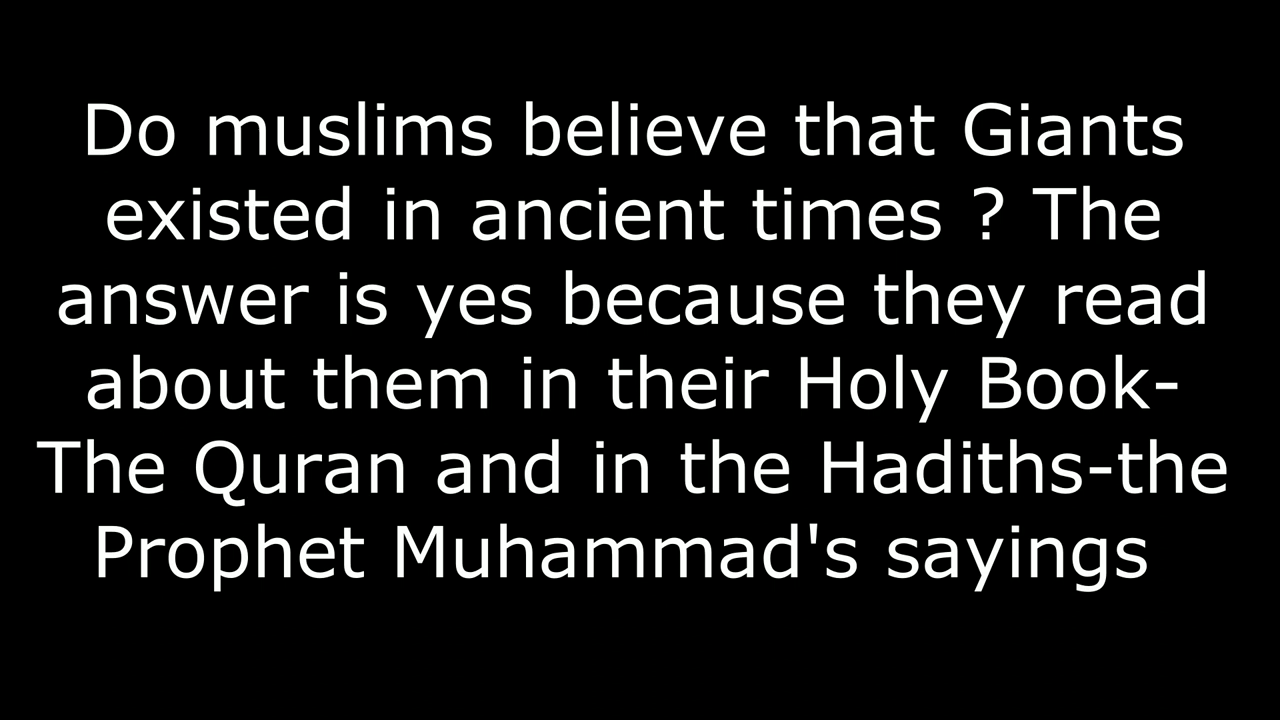 Do muslims believe that Giants
existed in ancient times ? The
answer is yes because they read
about them in their Holy Book-
The Quran and in the Hadiths-the
Prophet Muhammad's sayings